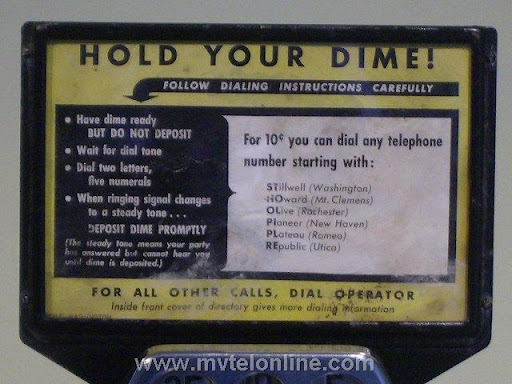 HOLD YOUR DIME!
FOLLOW DIALING INSTRUCTIONS CAREFULLY
• Have dime ready
BUT DO NOT DEPOSIT
• Wait for dial tone
• Dial two letters,
five numerals
• When ringing signal changes
to a steady tone...
DEPOSIT DIME PROMPTLY
(The steady tone means your party
has answered but cannot hear you
until dime is deposited.)
For 10¢ you can dial any telephone
number starting with:
STillwell (Washington)
HOward (Mt. Clemens)
OLive (Rochester)
PIoneer (New Haven)
PLateau (Romeo)
REpublic (Utica)
FOR ALL OTHER CALLS, DIAL OPERATOR
Inside front cover of directory gives more dialing information
WASHINGTON
www.mvtelonline.com